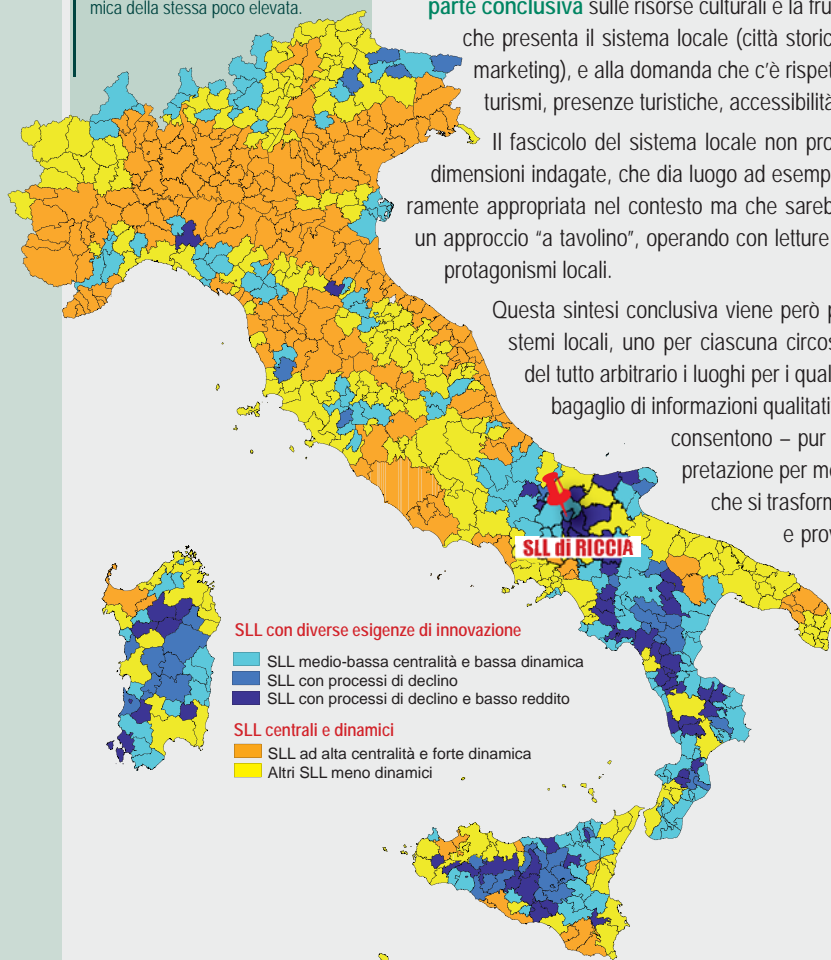 mica della stessa poco elevata.
parte conclusiva sulle risorse culturali e la fru
che presenta il sistema locale (città storic
marketing), e alla domanda che c'è rispet
turismi, presenze turistiche, accessibilità
Il fascicolo del sistema locale non pro
dimensioni indagate, che dia luogo ad esemp
ramente appropriata nel contesto ma che sareb
un approccio "a tavolino", operando con letture
protagonismi locali.
Questa sintesi conclusiva viene però p
stemi locali, uno per ciascuna circos
del tutto arbitrario i luoghi per i qual
bagaglio di informazioni qualitati
consentono – pur
pretazione per me
che si trasforn
e prov
SLL di RICCIA
SLL con diverse esigenze di innovazione
SLL medio-bassa centralità e bassa dinamica
SLL con processi di declino
SLL con processi di declino e basso reddito
SLL centrali e dinamici
SLL ad alta centralità e forte dinamica
Altri SLL meno dinamici